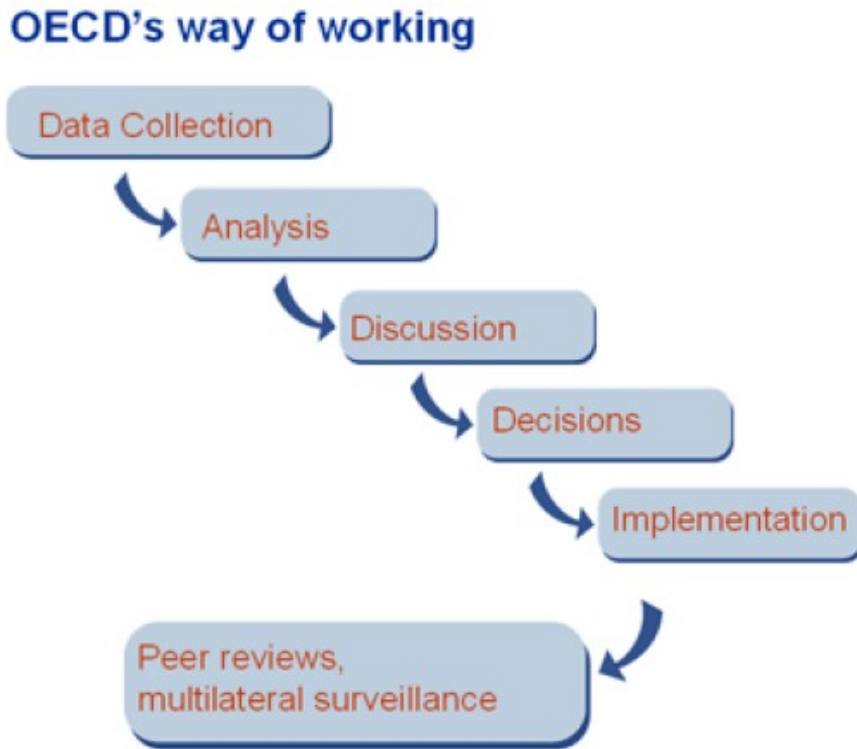 OECD's way of working
Data Collection
Analysis
Discussion
Decisions
Implementation
Peer reviews,
multilateral surveillance